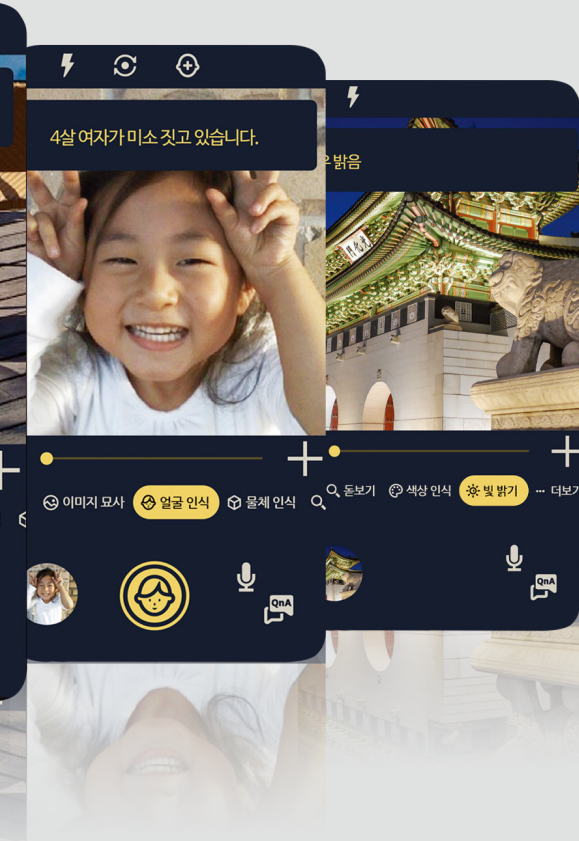 4살 여자가 미소 짓고 있습니다.
이미지 묘사
얼굴 인식
물체 인식
QnA
밝음
돋보기
색상 인식
빛 밝기
더보기
QnA